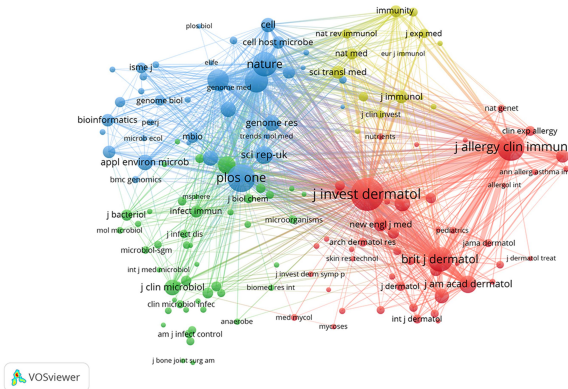 immunity
plos biol
cell
nat rev immunol
j exp med
cell host microbe
nat med
eur j immunol
elife
nature
isme j
sci transl med
genome med
j immunol
genome biol
nat genet
j clin invest
bioinformatics
peerj
genome res
clin exp allergy
microb ecol
mbio
trends mol med
nutrients
j allergy clin immun
sci rep-uk
appl environ microb
ann allerg asthma im
bmc genomics
plos one
allergol int
msphere
j biol chem
j invest dermatol
j bacteriol
infect immun
microorganisms
new engl j med
mol microbiol
pediatrics
j infect dis
arch dermatol res
jama dermatol
microbiol-sgm
skin res technol
brit j dermatol
j dermatol treat
int j med microbiol
j invest derm symp p
j clin microbiol
biomed res int
j dermatol
j am acad dermatol
clin microbiol infec
anaerobe
med mycol
int j dermatol
mycoses
am j infect control
j bone joint surg am
VOSviewer